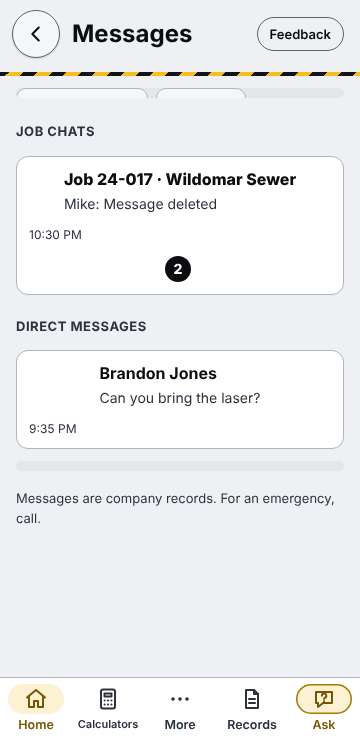 Messages
Feedback
JOB CHATS
Job 24-017 · Wildomar Sewer
Mike: Message deleted
10:30 PM
2
DIRECT MESSAGES
Brandon Jones
Can you bring the laser?
9:35 PM
Messages are company records. For an emergency,
call.
Home
Calculators
More
Records
Ask